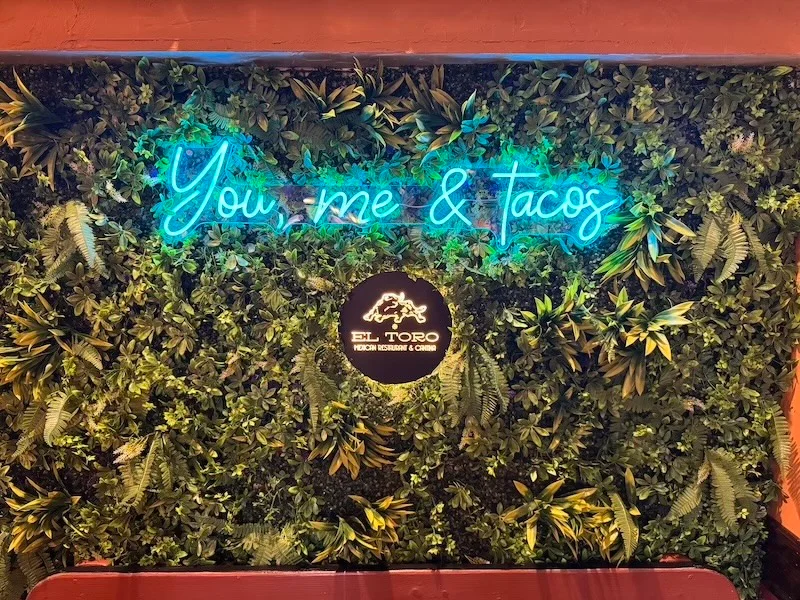 You, me & tacos
EL TORO
MEXICAN RESTAURANT & CANTINA